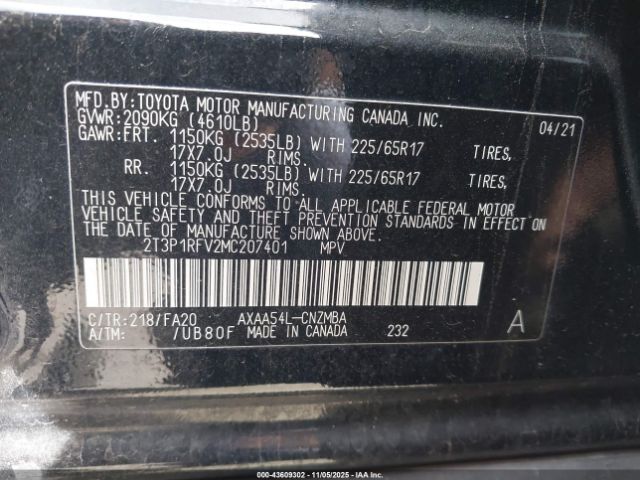 MFD.BY:TOYOTA MOTOR MANUFACTURING CANADA INC.
GVWR:2090KG (4610LB) 04/21
GAWR:FRT. 1150KG (2535LB) WITH 225/65R17 TIRES,
17X7.0J RIMS.
RR. 1150KG (2535LB) WITH 225/65R17 TIRES,
17X7.0J RIMS.
THIS VEHICLE CONFORMS TO ALL APPLICABLE FEDERAL MOTOR
VEHICLE SAFETY AND THEFT PREVENTION STANDARDS IN EFFECT ON
THE DATE OF MANUFACTURE SHOWN ABOVE.
2T3P1RFV2MC207401 MPV
C/TR:218/FA20 AXAA54L-CNZMBA
A/TM: /UB80F MADE IN CANADA 232 A
AXA-43609302 - 11/05/2025 - IAAI.COM